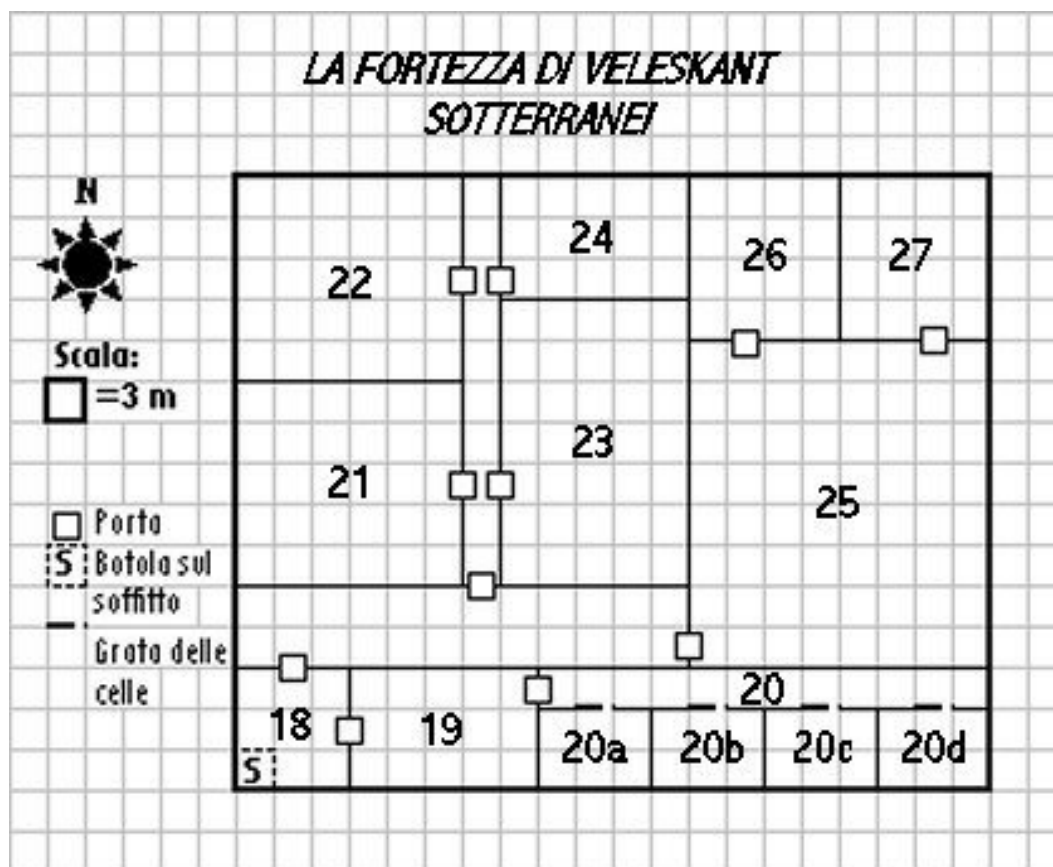 LA FORTEZZA DI VELESKANT
SOTTERRANEI
N
Scala:
=3 m
Porta
S Botola sul
soffitto
Grata delle
celle
22
24
26
27
21
23
25
18
19
20
20a
20b
20c
20d
S